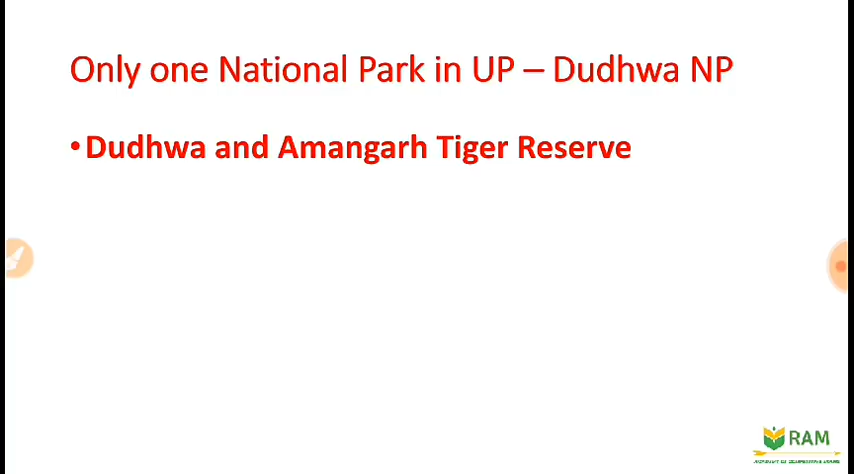 Only one National Park in UP – Dudhwa NP
• Dudhwa and Amangarh Tiger Reserve
RAM